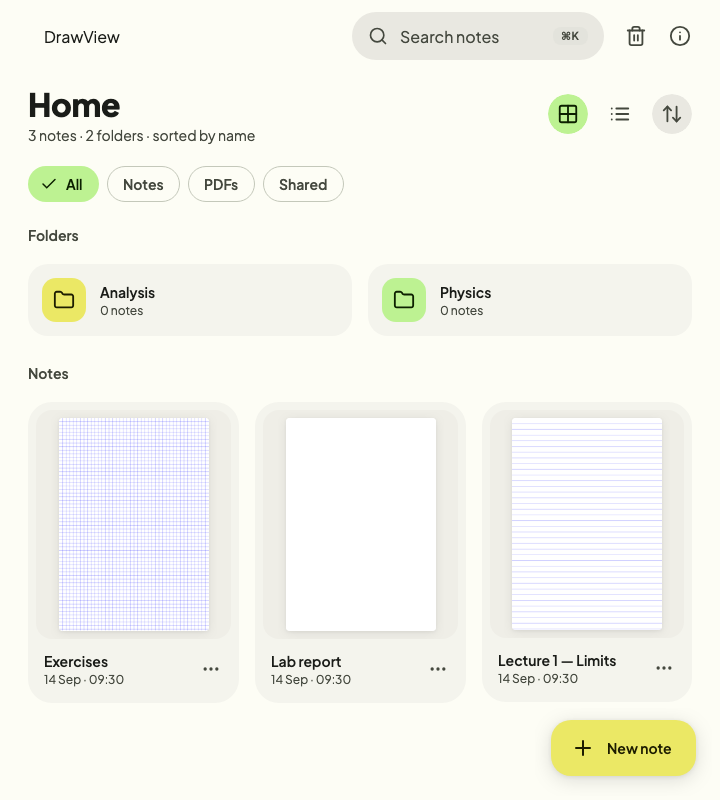 DrawView
Search notes
⌘K
Home
3 notes · 2 folders · sorted by name
All
Notes
PDFs
Shared
Folders
Analysis
0 notes
Physics
0 notes
Notes
Exercises
14 Sep · 09:30
Lab report
14 Sep · 09:30
Lecture 1 — Limits
14 Sep · 09:30
New note